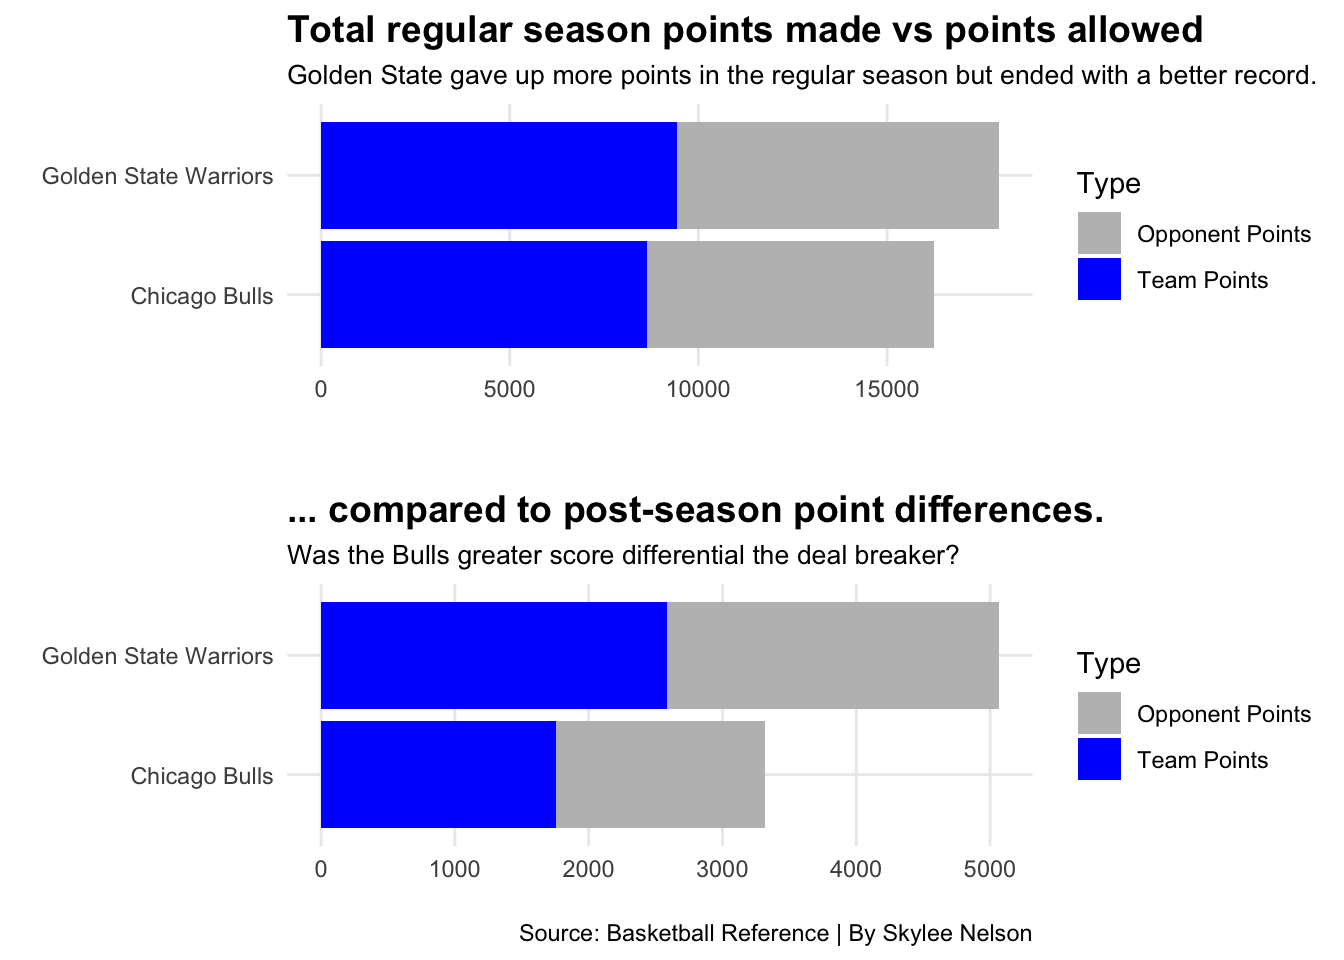 Total regular season points made vs points allowed
Golden State gave up more points in the regular season but ended with a better record.
Golden State Warriors
Chicago Bulls
0 5000 10000 15000
Type
Opponent Points
Team Points
... compared to post-season point differences.
Was the Bulls greater score differential the deal breaker?
Golden State Warriors
Chicago Bulls
0 1000 2000 3000 4000 5000
Type
Opponent Points
Team Points
Source: Basketball Reference | By Skylee Nelson